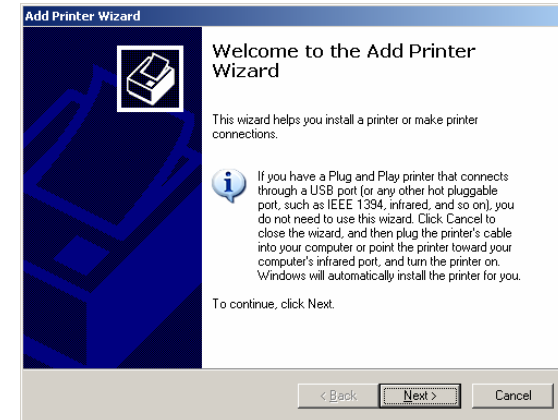 Add Printer Wizard
Welcome to the Add Printer
Wizard
This wizard helps you install a printer or make printer
connections.
If you have a Plug and Play printer that connects
through a USB port (or any other hot pluggable
port, such as IEEE 1394, infrared, and so on), you
do not need to use this wizard. Click Cancel to
close the wizard, and then plug the printer's cable
into your computer or point the printer toward your
computer's infrared port, and turn the printer on.
Windows will automatically install the printer for you.
To continue, click Next.
< Back Next > Cancel